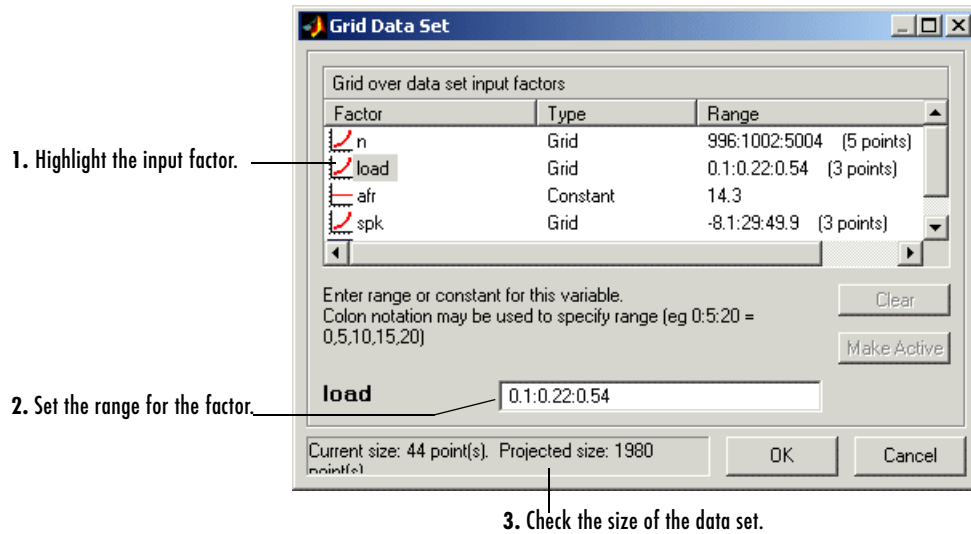 Grid Data Set
Grid over data set input factors
Factor Type Range
n Grid 996:1002:5004 (5 points)
1. Highlight the input factor.
load Grid 0.1:0.22:0.54 (3 points)
afr Constant 14.3
spk Grid -8.1:29:49.9 (3 points)
Enter range or constant for this variable.
Colon notation may be used to specify range (eg 0:5:20 =
0,5,10,15,20)
Clear
Make Active
2. Set the range for the factor.
load 0.1:0.22:0.54
Current size: 44 point(s). Projected size: 1980
point(s)
OK Cancel
3. Check the size of the data set.